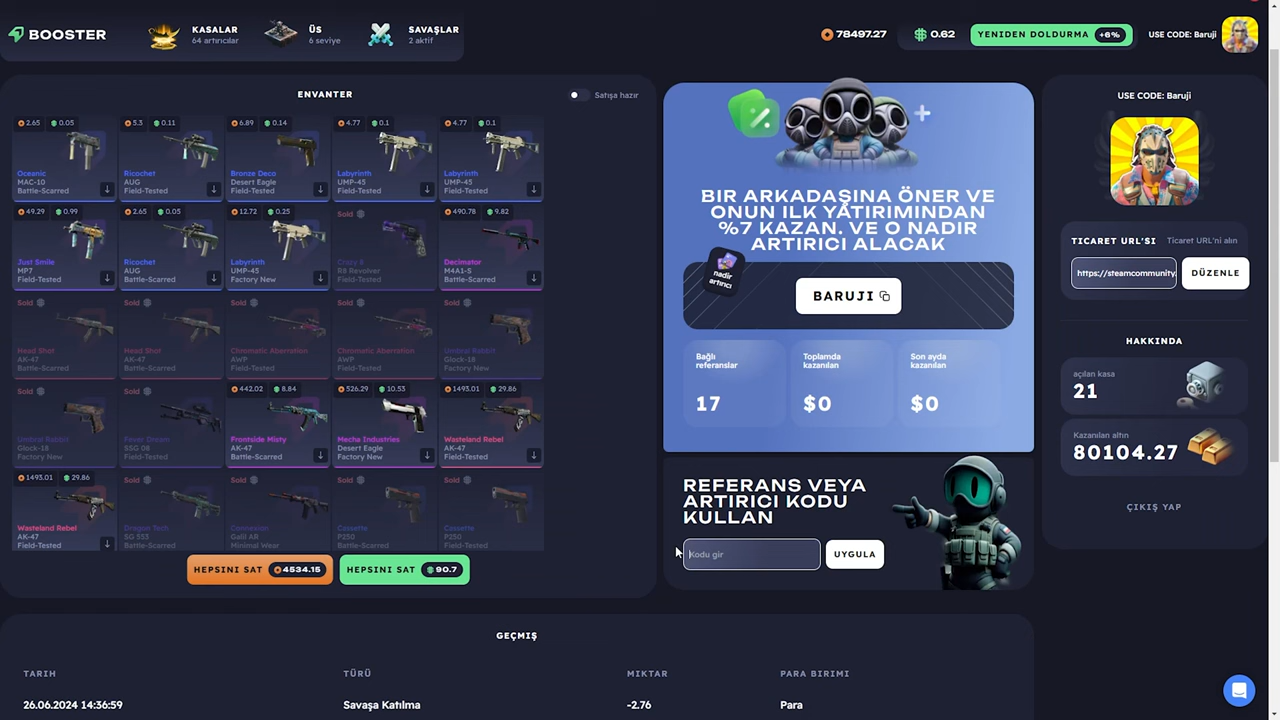 BOOSTER
KASALAR
64 artırıcılar
ÜS
6 seviye
SAVAŞLAR
2 aktif
78497.27
0.62
YENİDEN DOLDURMA +6%
USE CODE: Baruji
ENVANTER
Satışa hazır
2.65 0.05
Oceanic
MAC-10
Battle-Scarred
5.3 0.11
Ricochet
AUG
Field-Tested
6.89 0.14
Bronze Deco
Desert Eagle
Field-Tested
4.77 0.1
Labyrinth
UMP-45
Field-Tested
4.77 0.1
Labyrinth
UMP-45
Field-Tested
49.29 0.99
Just Smile
MP7
Field-Tested
2.65 0.05
Ricochet
AUG
Battle-Scarred
12.72 0.25
Labyrinth
UMP-45
Factory New
Sold
Crazy 8
R8 Revolver
Field-Tested
490.78 9.82
Decimator
M4A1-S
Battle-Scarred
Sold
Head Shot
AK-47
Battle-Scarred
Sold
Head Shot
AK-47
Battle-Scarred
Sold
Chromatic Aberration
AWP
Field-Tested
Sold
Chromatic Aberration
AWP
Field-Tested
Sold
Umbral Rabbit
Glock-18
Factory New
Sold
Umbral Rabbit
Glock-18
Factory New
Sold
Fever Dream
SSG 08
Field-Tested
442.02 8.84
Frontside Misty
AK-47
Battle-Scarred
526.29 10.53
Mecha Industries
Desert Eagle
Factory New
1493.01 29.86
Wasteland Rebel
AK-47
Field-Tested
1493.01 29.86
Wasteland Rebel
AK-47
Field-Tested
Sold
Dragon Tech
SG 553
Battle-Scarred
Sold
Connexion
Galil AR
Minimal Wear
Sold
Cassette
P250
Battle-Scarred
Sold
Cassette
P250
Battle-Scarred
HEPSINI SAT 4534.15
HEPSINI SAT 90.7
BIR ARKADAŞINA ÖNER VE
ONUN ILK YATIRIMINDAN
%7 KAZAN. VE O NADIR
ARTIRICI ALACAK
nadir
artırıcı
BARUJI
Bağlı
referanslar
17
Toplamda
kazanılan
$0
Son ayda
kazanılan
$0
REFERANS VEYA
ARTIRICI KODU
KULLAN
Kodu gir
UYGULA
USE CODE: Baruji
TICARET URL'SI
Ticaret URL'ni alın
https://steamcommunity.
DÜZENLE
HAKKINDA
açılan kasa
21
Kazanılan altın
80104.27
ÇIKIŞ YAP
GEÇMIŞ
TARIH TÜRÜ MIKTAR PARA BIRIMI
26.06.2024 14:36:59 Savaşa Katılma -2.76 Para